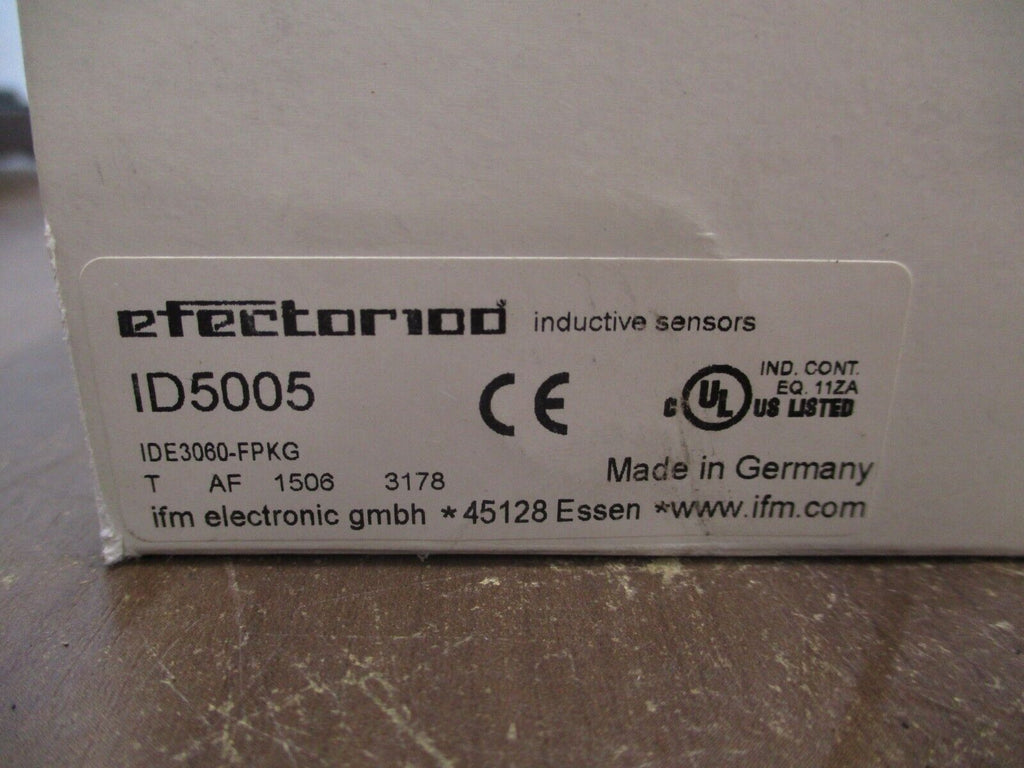 efector100 inductive sensors
ID5005
CE
C UL US LISTED
IND. CONT.
EQ. 11ZA
IDE3060-FPKG
T AF 1506 3178
Made in Germany
ifm electronic gmbh *45128 Essen *www.ifm.com